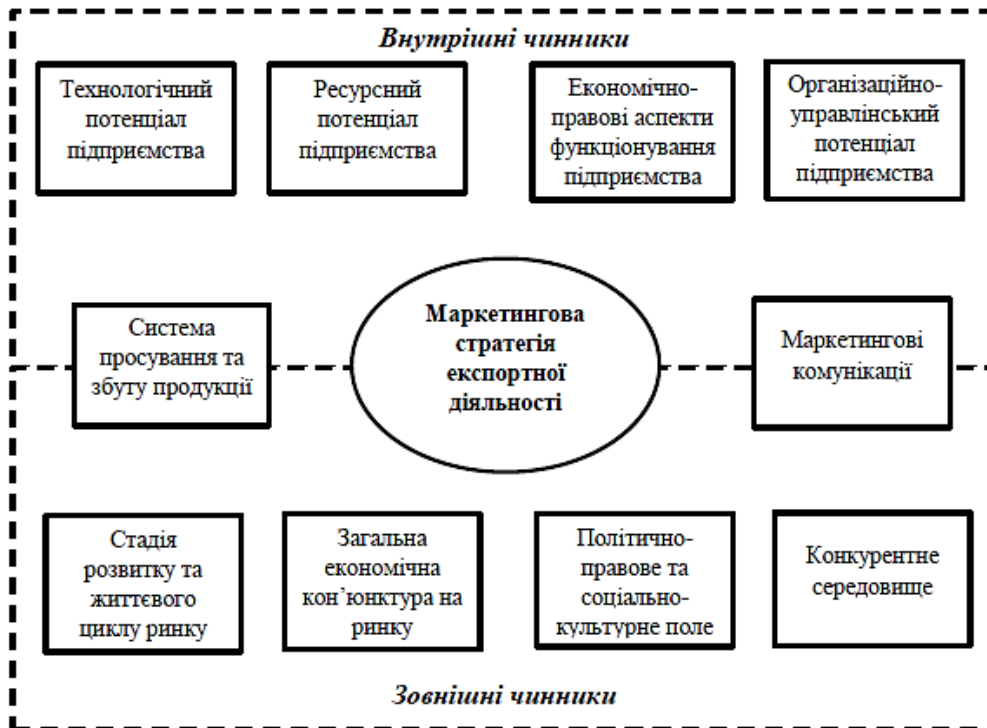 Внутрішні чинники
Технологічний
потенціал
підприємства
Ресурсний
потенціал
підприємства
Економічно-
правові аспекти
функціонування
підприємства
Організаційно-
управлінський
потенціал
підприємства
Система
просування та
збуту продукції
Маркетингова
стратегія
експортної
діяльності
Маркетингові
комунікації
Стадія
розвитку та
життєвого
циклу ринку
Загальна
економічна
кон’юнктура на
ринку
Політично-
правове та
соціально-
культурне поле
Конкурентне
середовище
Зовнішні чинники